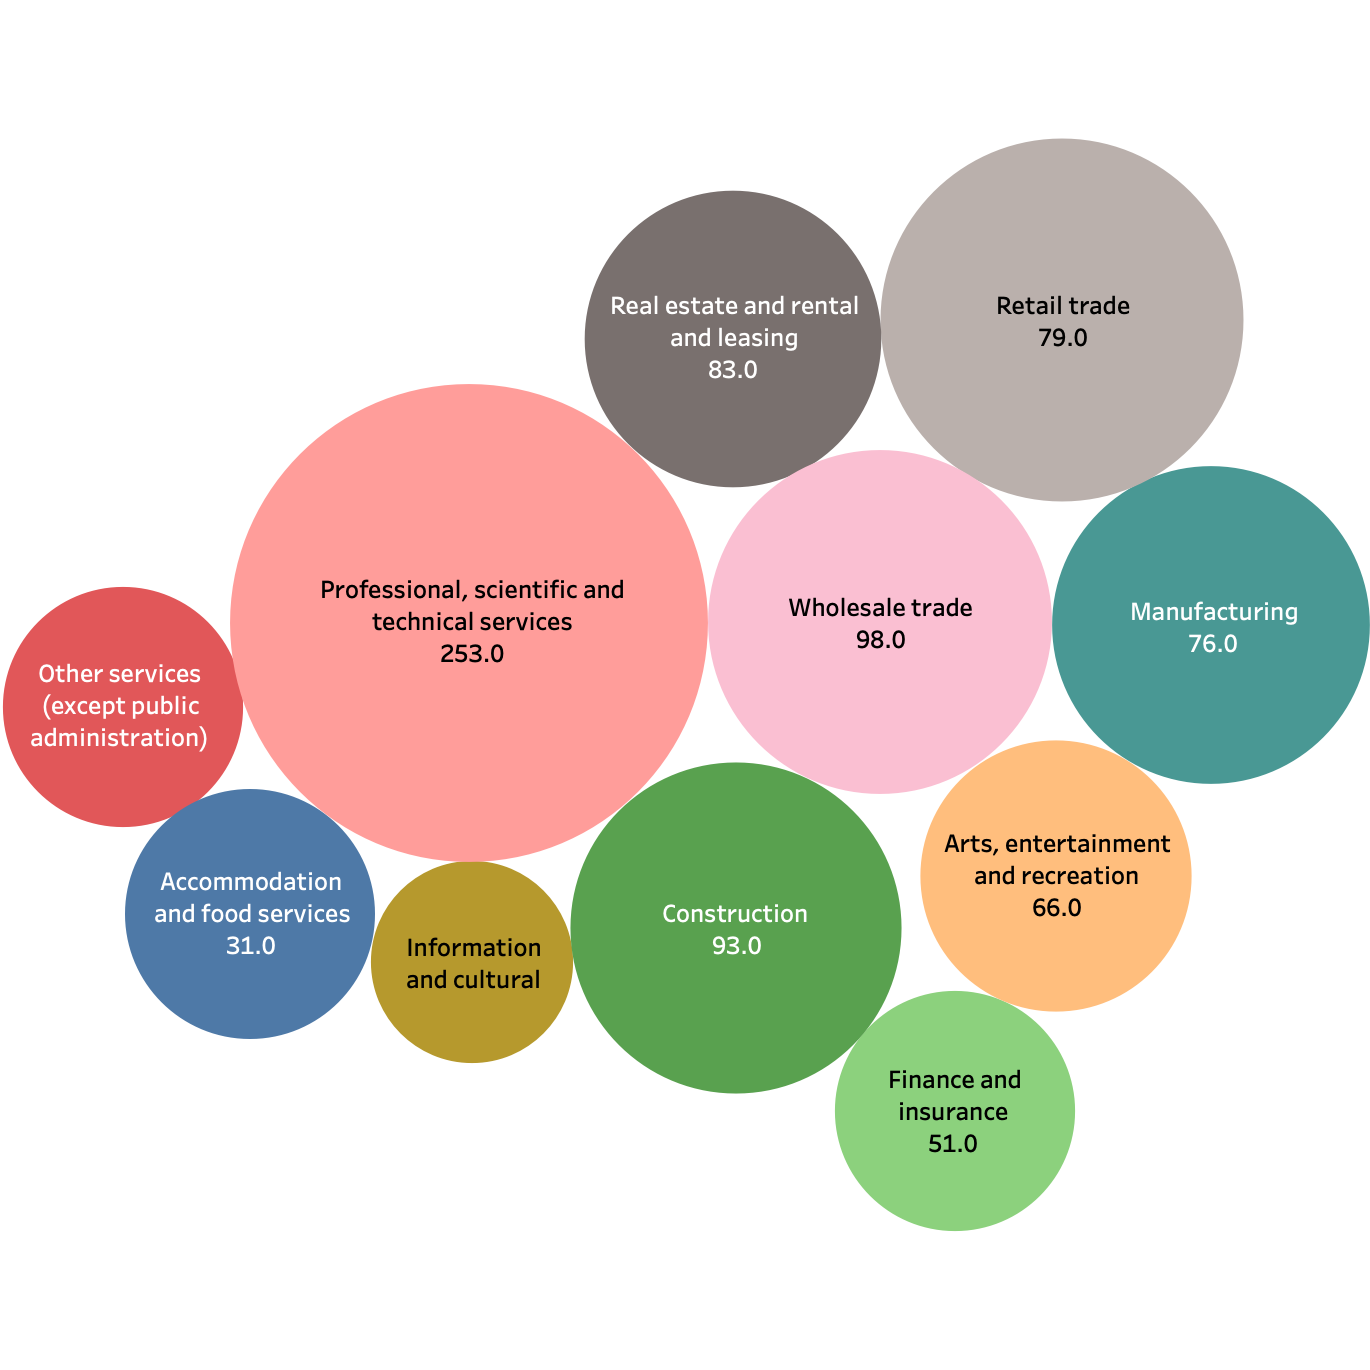 Real estate and rental
and leasing
83.0
Retail trade
79.0
Professional, scientific and
technical services
253.0
Wholesale trade
98.0
Manufacturing
76.0
Other services
(except public
administration)
Accommodation
and food services
31.0
Information
and cultural
Construction
93.0
Arts, entertainment
and recreation
66.0
Finance and
insurance
51.0